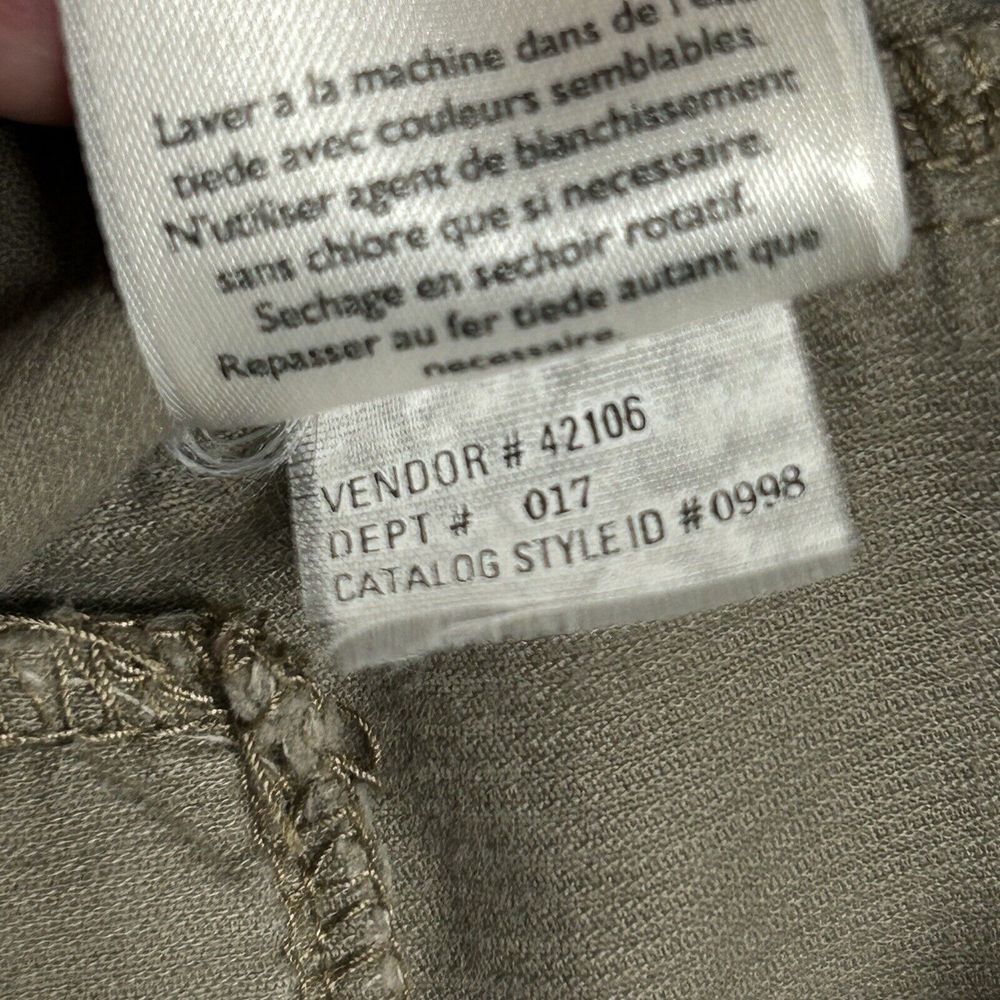 Laver a la machine dans de l'eau
tiede avec couleurs semblables.
N'utiliser agent de blanchissement
sans chlore que si necessaire.
Sechage en sechoir rotatif.
Repasser au fer tiede autant que
necessaire.
VENDOR # 42106
DEPT # 017
CATALOG STYLE ID #0998